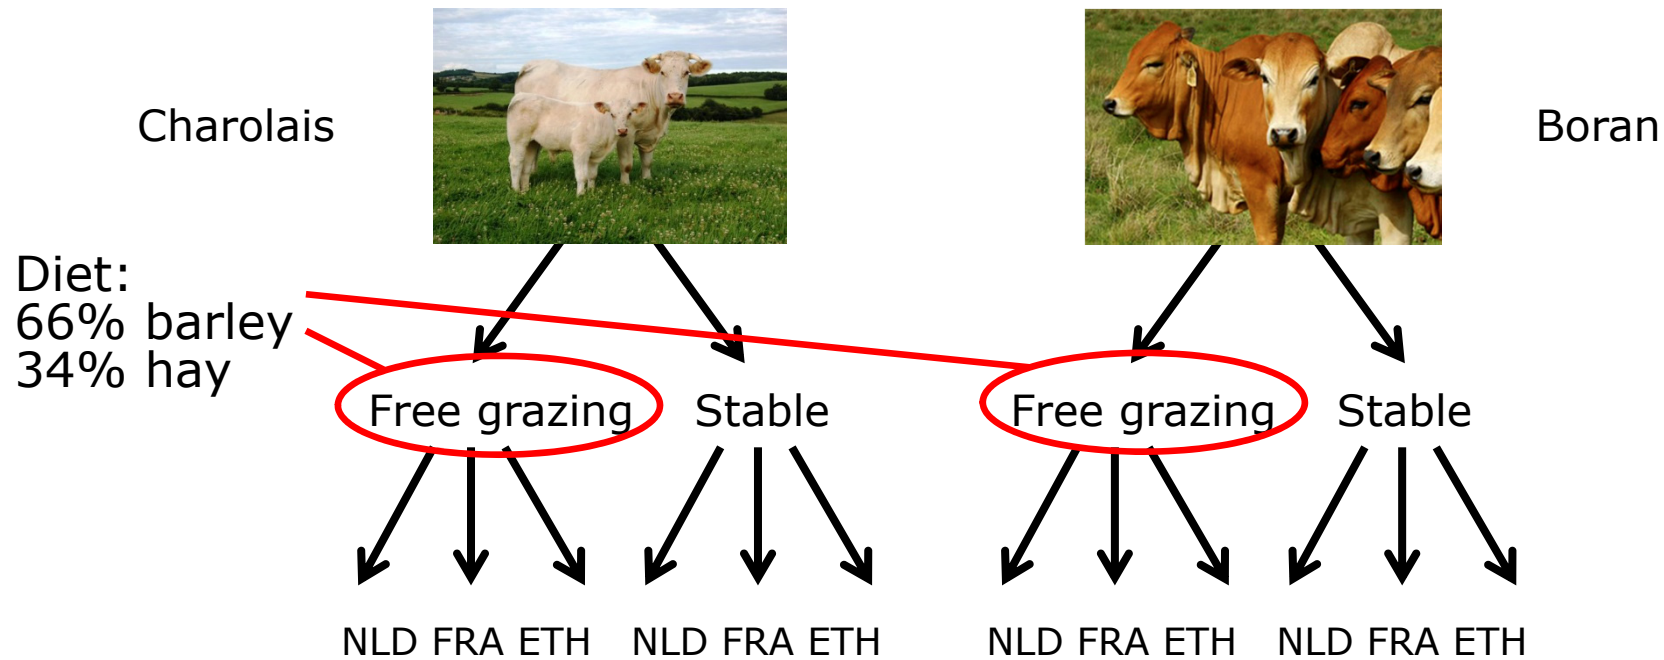 Charolais
Boran
Diet:
66% barley
34% hay
Free grazing
Stable
Free grazing
Stable
NLD FRA ETH
NLD FRA ETH
NLD FRA ETH
NLD FRA ETH